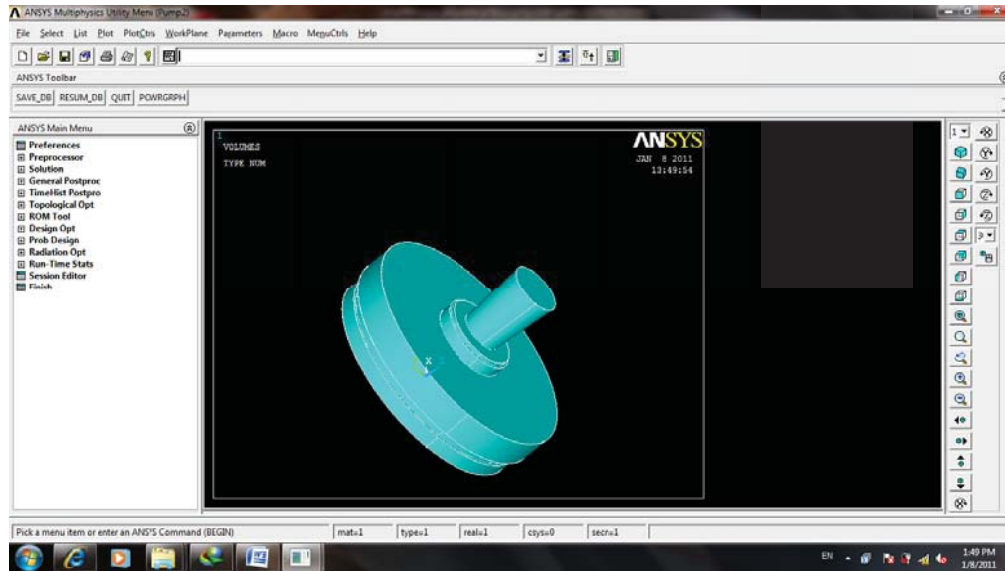 ANSYS Multiphysics Utility Menu (Pump2)
File Select List Plot PlotCtrls WorkPlane Parameters Macro MenuCtrls Help
ANSYS Toolbar
SAVE_DB RESUM_DB QUIT POWRGRPH
ANSYS Main Menu
Preferences
Preprocessor
Solution
General Postproc
TimeHist Postpro
Topological Opt
ROM Tool
Design Opt
Prob Design
Radiation Opt
Run-Time Stats
Session Editor
Finish
1
VOLUMES
TYPE NUM
ANSYS
JAN 8 2011
13:49:54
X
1
3
Pick a menu item or enter an ANSYS Command (BEGIN)
mat=1 type=1 real=1 csys=0 secn=1
EN
1:49 PM
1/8/2011